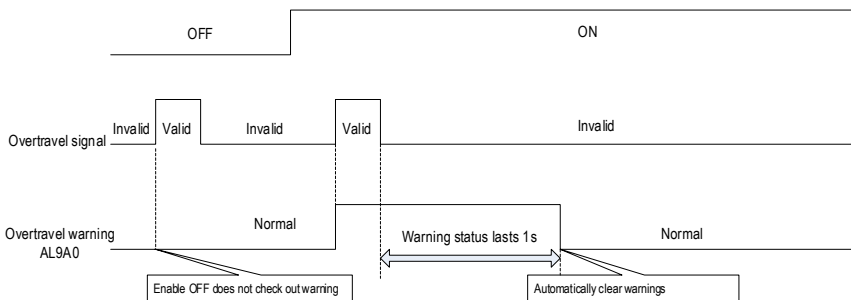 OFF
ON
Invalid
Valid
Invalid
Valid
Invalid
Overtravel signal
Normal
Warning status lasts 1s
Normal
Overtravel warning
AL9A0
Enable OFF does not check out warning
Automatically clear warnings